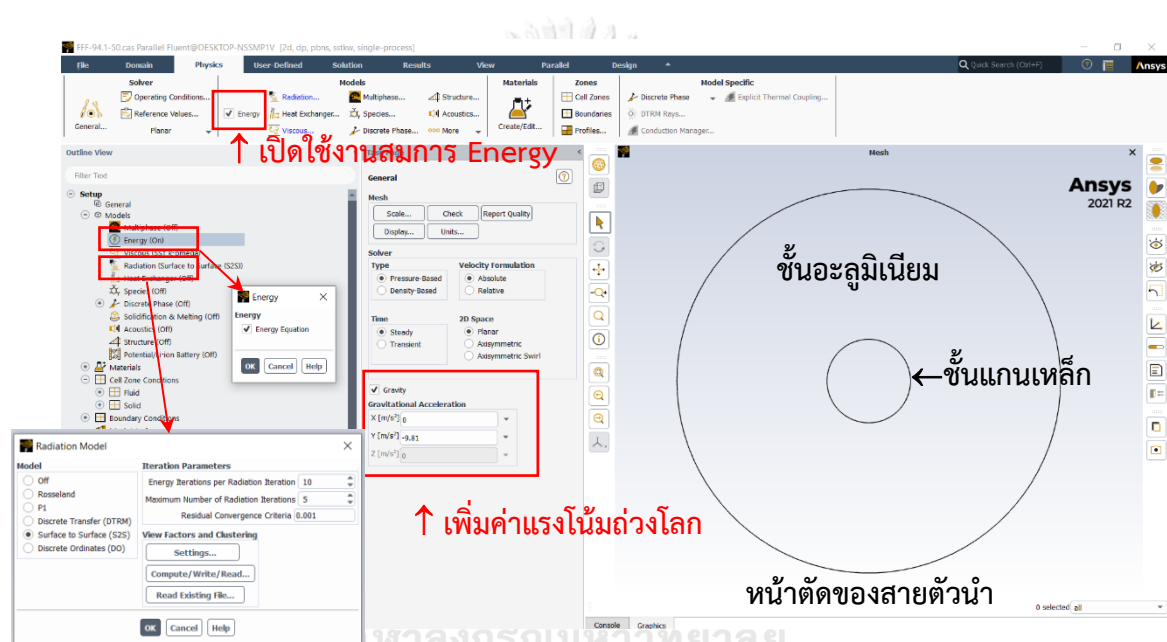 FFF-94.1-50.cas Parallel Fluent@DESKTOP-NSSMP1V [2d, dp, pbns, sstkw, single-process]
File Domain Physics User-Defined Solution Results View Parallel Design
Quick Search (Ctrl+F)
Ansys
Solver Models Materials Zones Model Specific
Operating Conditions... Radiation... Multiphase... Structure... Cell Zones Discrete Phase Explicit Thermal Coupling...
Reference Values... Energy Heat Exchanger... Species... Acoustics... Boundaries DTRM Rays...
General... Planar Viscous... Discrete Phase... More Create/Edit... Profiles... Conduction Manager...
↑ เปิดใช้งานสมการ Energy
Outline View
Filter Text
Setup
General
Models
Multiphase (Off)
Energy (On)
Radiation (Surface to Surface (S2S))
Heat Exchanger (Off)
Species (Off)
Discrete Phase (Off)
Solidification & Melting (Off)
Acoustics (Off)
Structure (Off)
Potential/Li-ion Battery (Off)
Materials
Cell Zone Conditions
Fluid
Solid
Boundary Conditions
Energy
Energy
Energy Equation
OK Cancel Help
General
Mesh
Scale... Check Report Quality
Display... Units...
Solver
Type Velocity Formulation
Pressure-Based Absolute
Density-Based Relative
Time 2D Space
Steady Planar
Transient Axisymmetric
Axisymmetric Swirl
Gravity
Gravitational Acceleration
X [m/s²] 0
Y [m/s²] -9.81
Z [m/s²] 0
↑ เพิ่มค่าแรงโน้มถ่วงโลก
Radiation Model
Model
Off
Rosseland
P1
Discrete Transfer (DTRM)
Surface to Surface (S2S)
Discrete Ordinates (DO)
Iteration Parameters
Energy Iterations per Radiation Iteration 10
Maximum Number of Radiation Iterations 5
Residual Convergence Criteria 0.001
View Factors and Clustering
Settings...
Compute/Write/Read...
Read Existing File...
OK Cancel Help
Mesh
Ansys
2021 R2
ชั้นอะลูมิเนียม
←ชั้นแกนเหล็ก
หน้าตัดของสายตัวนำ
0 selected all
Console Graphics